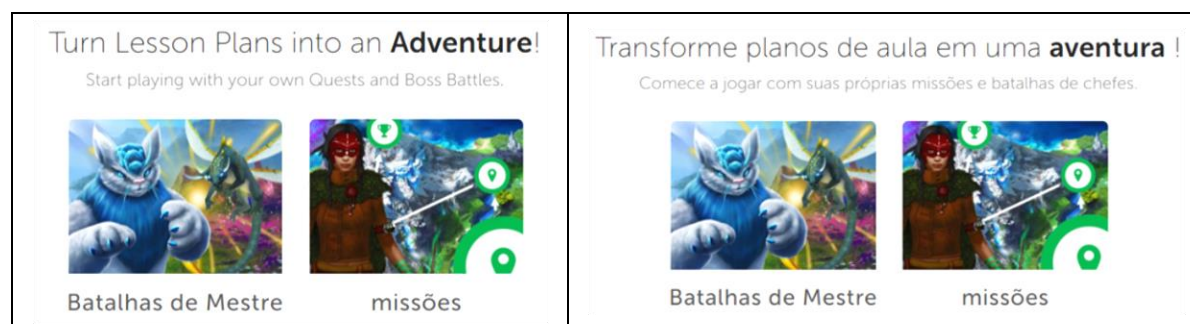 Turn Lesson Plans into an Adventure!
Start playing with your own Quests and Boss Battles.
Batalhas de Mestre
missões
Transforme planos de aula em uma aventura !
Comece a jogar com suas próprias missões e batalhas de chefes.
Batalhas de Mestre
missões